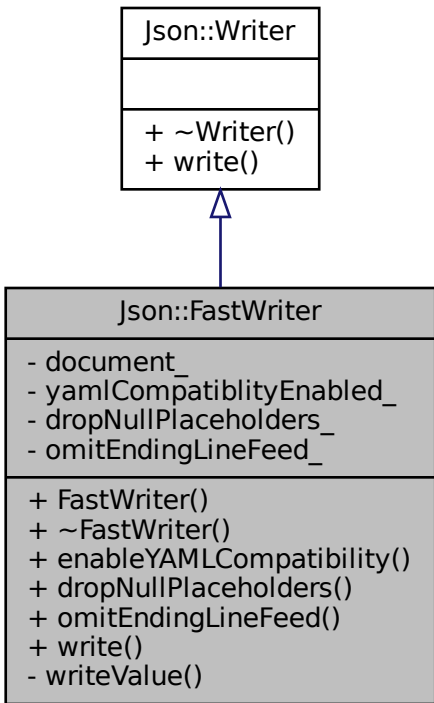 Json::Writer
+ ~Writer()
+ write()
Json::FastWriter
- document_
- yamlCompatiblityEnabled_
- dropNullPlaceholders_
- omitEndingLineFeed_
+ FastWriter()
+ ~FastWriter()
+ enableYAMLCompatibility()
+ dropNullPlaceholders()
+ omitEndingLineFeed()
+ write()
- writeValue()